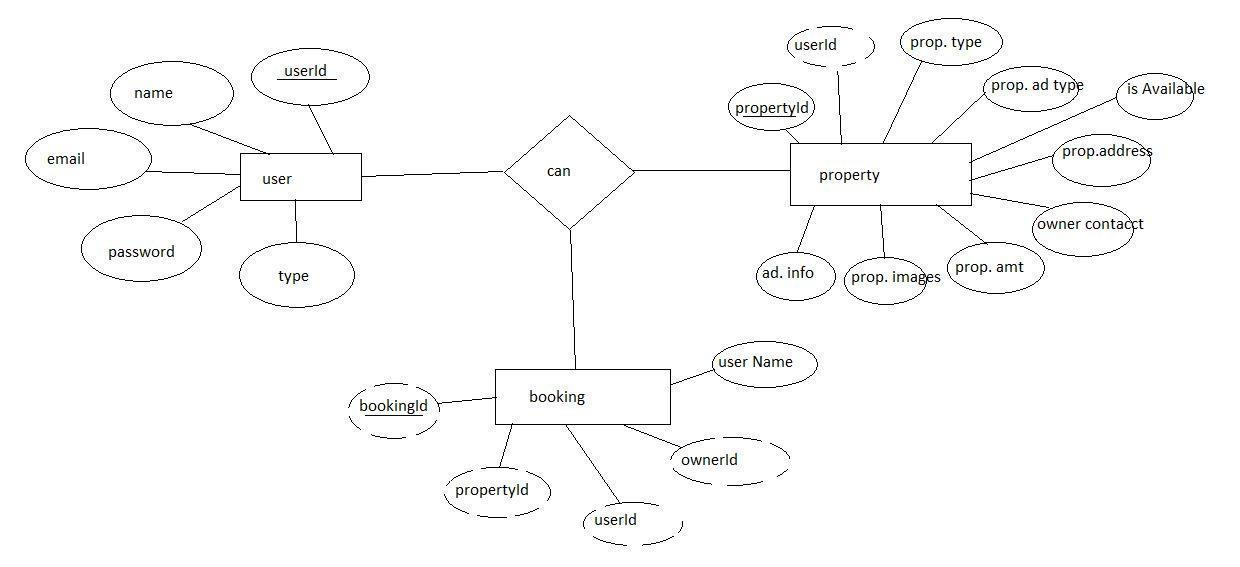 userId
prop. type
userId
name
prop. ad type
is Available
propertyId
email
prop.address
can
user
property
owner contacct
password
type
ad. info
prop. images
prop. amt
user Name
bookingId
booking
ownerId
propertyId
userId